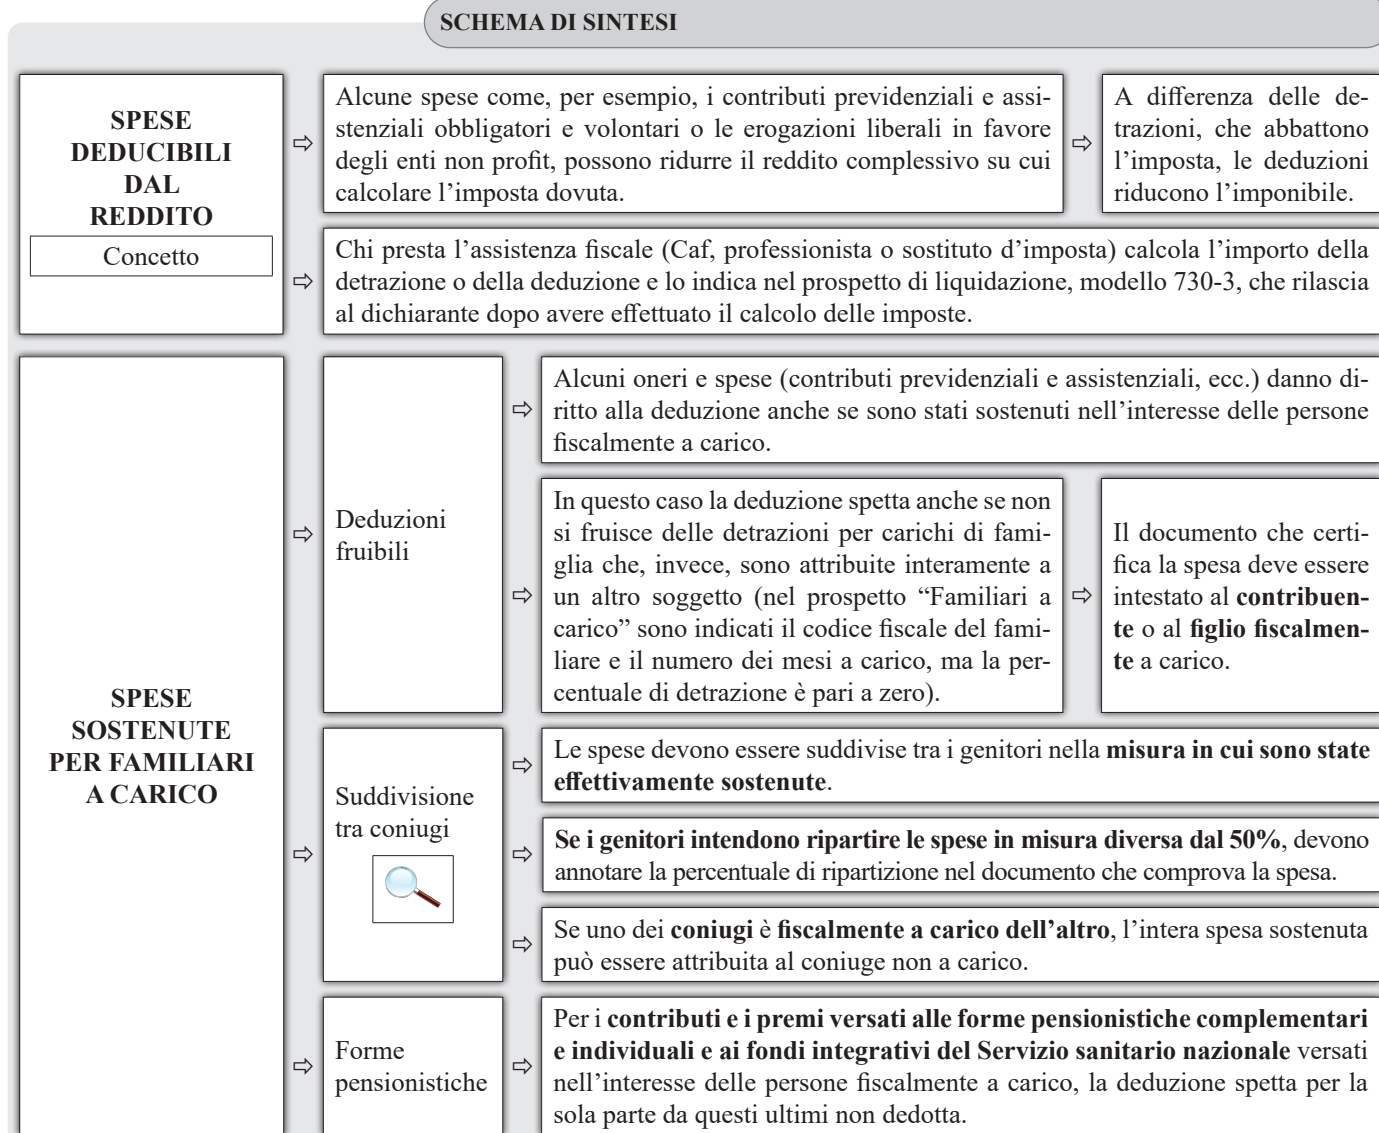 SCHEMA DI SINTESI
SPESE
DEDUCIBILI
DAL
REDDITO
Concetto
⇨
Alcune spese come, per esempio, i contributi previdenziali e assi-
stenziali obbligatori e volontari o le erogazioni liberali in favore
degli enti non profit, possono ridurre il reddito complessivo su cui
calcolare l’imposta dovuta.
⇨
A differenza delle de-
trazioni, che abbattono
l’imposta, le deduzioni
riducono l’imponibile.
⇨
Chi presta l’assistenza fiscale (Caf, professionista o sostituto d’imposta) calcola l’importo della
detrazione o della deduzione e lo indica nel prospetto di liquidazione, modello 730-3, che rilascia
al dichiarante dopo avere effettuato il calcolo delle imposte.
SPESE
SOSTENUTE
PER FAMILIARI
A CARICO
⇨
Deduzioni
fruibili
⇨
Alcuni oneri e spese (contributi previdenziali e assistenziali, ecc.) danno di-
ritto alla deduzione anche se sono stati sostenuti nell’interesse delle persone
fiscalmente a carico.
⇨
In questo caso la deduzione spetta anche se non
si fruisce delle detrazioni per carichi di fami-
glia che, invece, sono attribuite interamente a
un altro soggetto (nel prospetto “Familiari a
carico” sono indicati il codice fiscale del fami-
liare e il numero dei mesi a carico, ma la per-
centuale di detrazione è pari a zero).
⇨
Il documento che certi-
fica la spesa deve essere
intestato al contribuen-
te o al figlio fiscalmen-
te a carico.
⇨
Suddivisione
tra coniugi
⇨
Le spese devono essere suddivise tra i genitori nella misura in cui sono state
effettivamente sostenute.
⇨
Se i genitori intendono ripartire le spese in misura diversa dal 50%, devono
annotare la percentuale di ripartizione nel documento che comprova la spesa.
⇨
Se uno dei coniugi è fiscalmente a carico dell’altro, l’intera spesa sostenuta
può essere attribuita al coniuge non a carico.
⇨
Forme
pensionistiche
⇨
Per i contributi e i premi versati alle forme pensionistiche complementari
e individuali e ai fondi integrativi del Servizio sanitario nazionale versati
nell’interesse delle persone fiscalmente a carico, la deduzione spetta per la
sola parte da questi ultimi non dedotta.